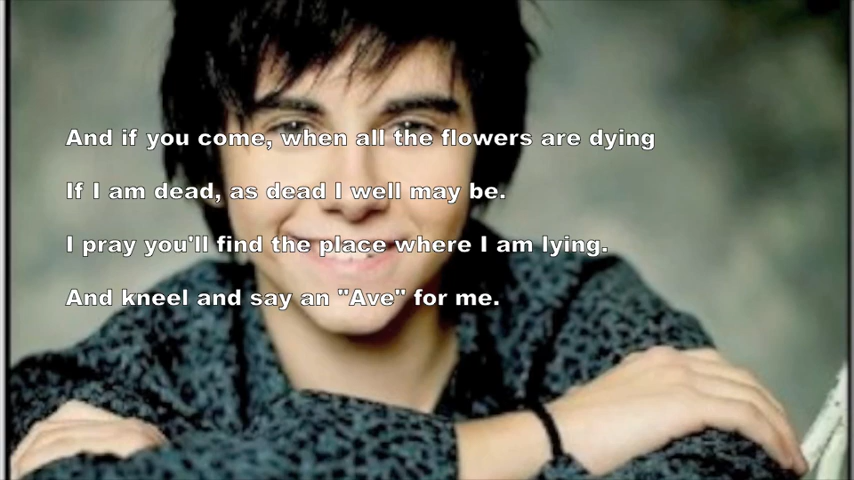 And if you come, when all the flowers are dying
If I am dead, as dead I well may be.
I pray you'll find the place where I am lying.
And kneel and say an "Ave" for me.